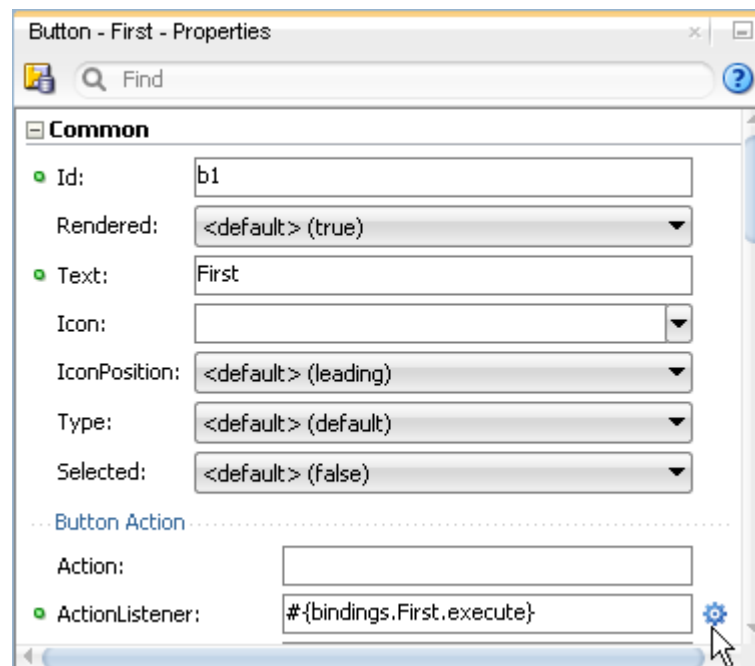 Button - First - Properties
Find
Common
Id: b1
Rendered: <default> (true)
Text: First
Icon:
IconPosition: <default> (leading)
Type: <default> (default)
Selected: <default> (false)
Button Action
Action:
ActionListener: #{bindings.First.execute}